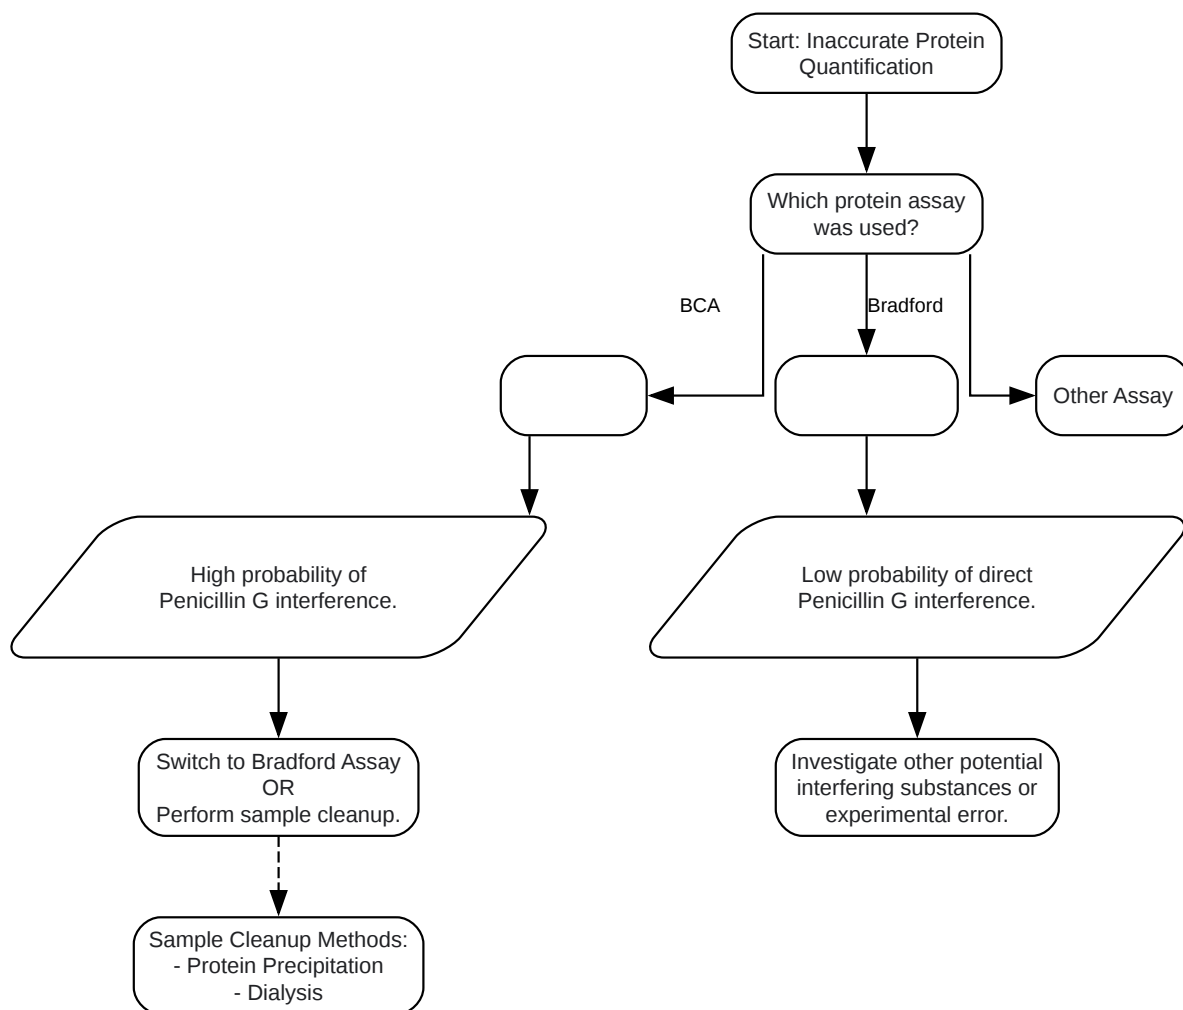 Start: Inaccurate Protein
Quantification
Which protein assay
was used?
BCA
Bradford
Other Assay
High probability of
Penicillin G interference.
Low probability of direct
Penicillin G interference.
Switch to Bradford Assay
OR
Perform sample cleanup.
Investigate other potential
interfering substances or
experimental error.
Sample Cleanup Methods:
- Protein Precipitation
- Dialysis